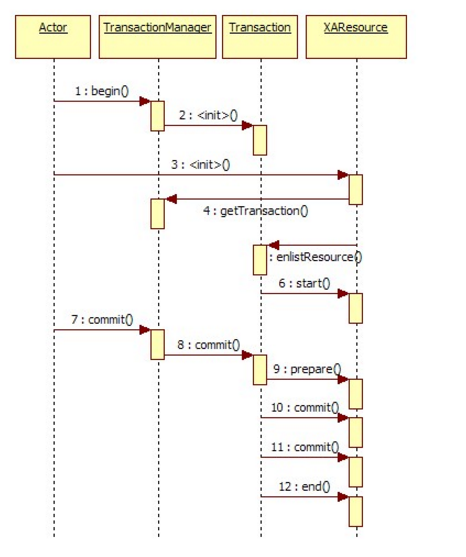 Actor
TransactionManager
Transaction
XAResource
1 : begin()
2 : <init>()
3 : <init>()
4 : getTransaction()
: enlistResource()
6 : start()
7 : commit()
8 : commit()
9 : prepare()
10 : commit()
11 : commit()
12 : end()